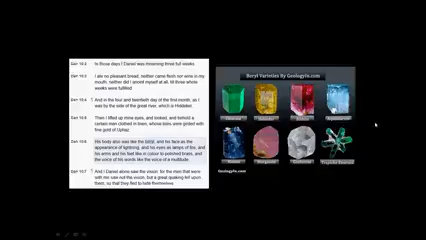 Dan 10:2 In those days I Daniel was mourning three full weeks.
Dan 10:3 I ate no pleasant bread, neither came flesh nor wine in my
mouth, neither did I anoint myself at all, till three whole
weeks were fulfilled.
Dan 10:4 And in the four and twentieth day of the first month, as I
was by the side of the great river, which is Hiddekel;
Dan 10:5 Then I lifted up mine eyes, and looked, and behold a
certain man clothed in linen, whose loins were girded with
fine gold of Uphaz:
Dan 10:6 His body also was like the beryl, and his face as the
appearance of lightning, and his eyes as lamps of fire, and
his arms and his feet like in colour to polished brass, and
the voice of his words like the voice of a multitude.
Dan 10:7 And I Daniel alone saw the vision: for the men that were
with me saw not the vision; but a great quaking fell upon
them, so that they fled to hide themselves.
Beryl Varieties By GeologyIn.com
Emerald
Heliodor
Aquamarine
Morganite
Goshenite
Trapiche Emerald
GeologyIn.com